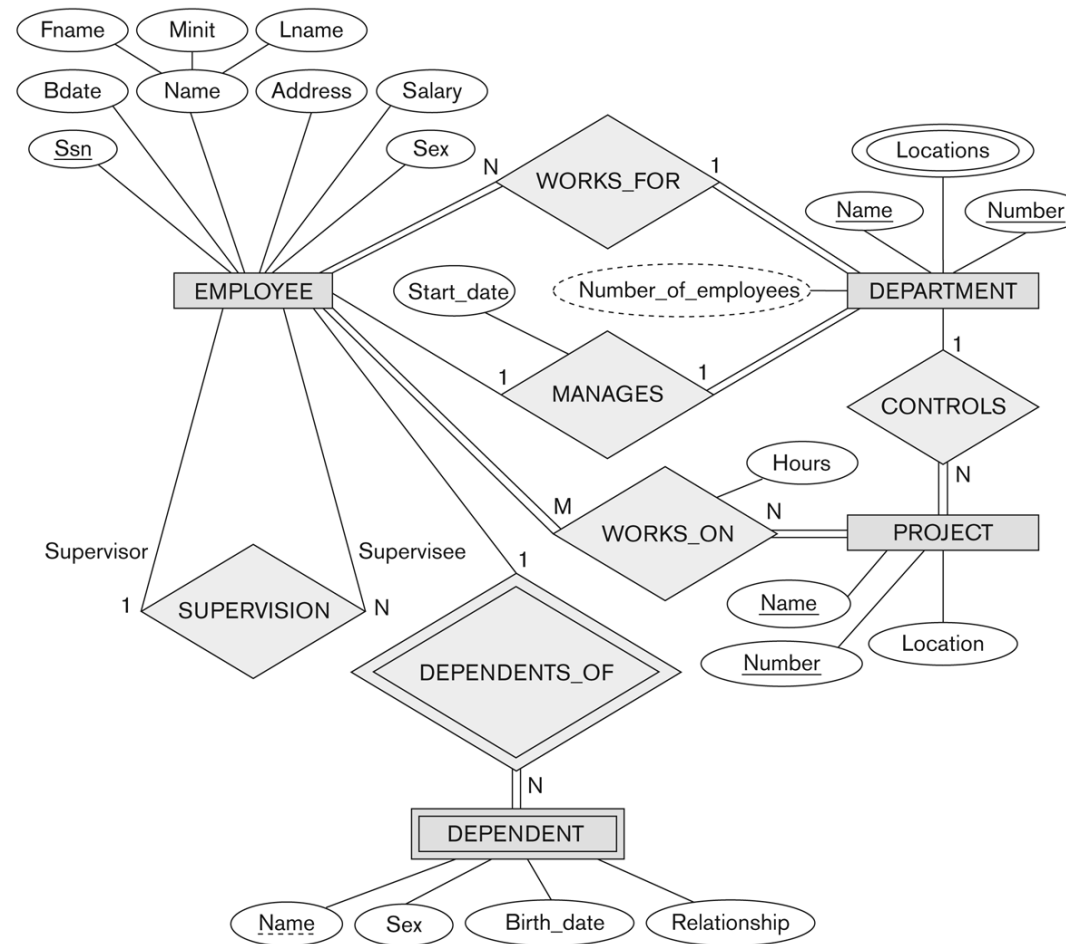 Fname
Minit
Lname
Bdate
Name
Address
Salary
Ssn
Sex
N
WORKS_FOR
1
Locations
Name
Number
EMPLOYEE
Start_date
Number_of_employees
DEPARTMENT
1
MANAGES
1
1
CONTROLS
N
Hours
M
WORKS_ON
N
PROJECT
Name
Number
Location
Supervisor
Supervisee
1
SUPERVISION
N
1
DEPENDENTS_OF
N
DEPENDENT
Name
Sex
Birth_date
Relationship